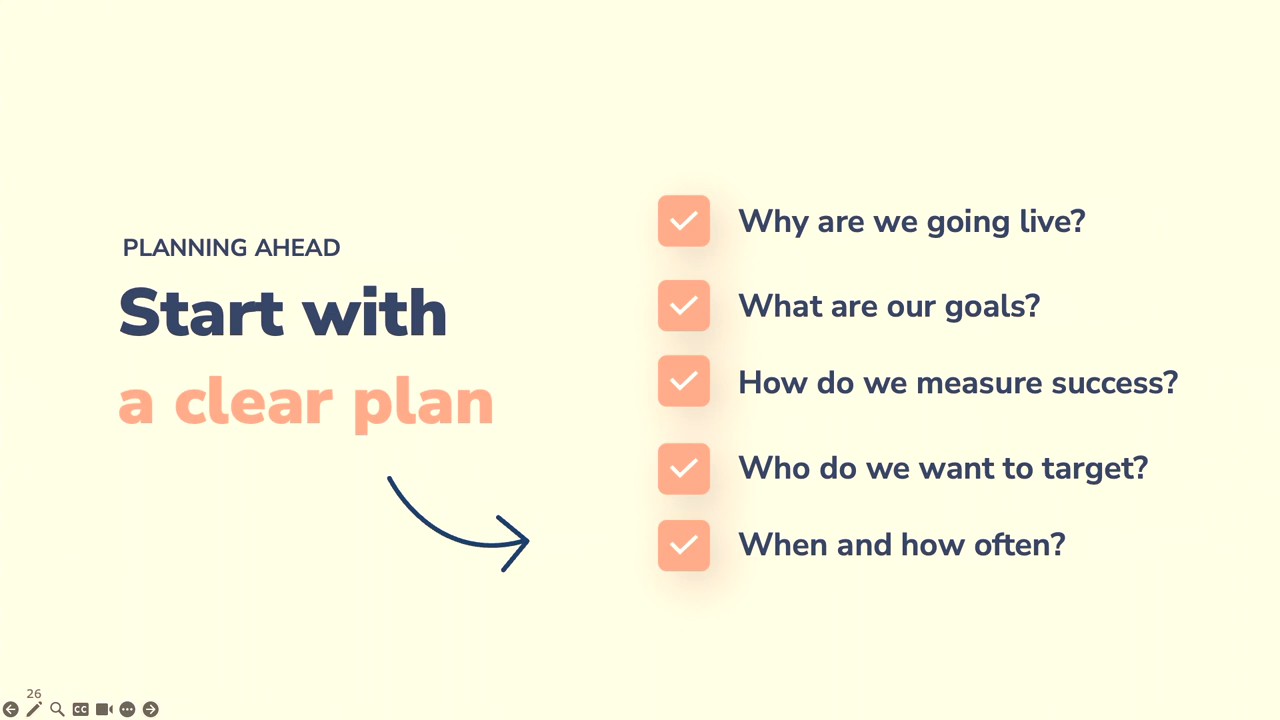 PLANNING AHEAD
Start with
a clear plan
Why are we going live?
What are our goals?
How do we measure success?
Who do we want to target?
When and how often?
26
CC